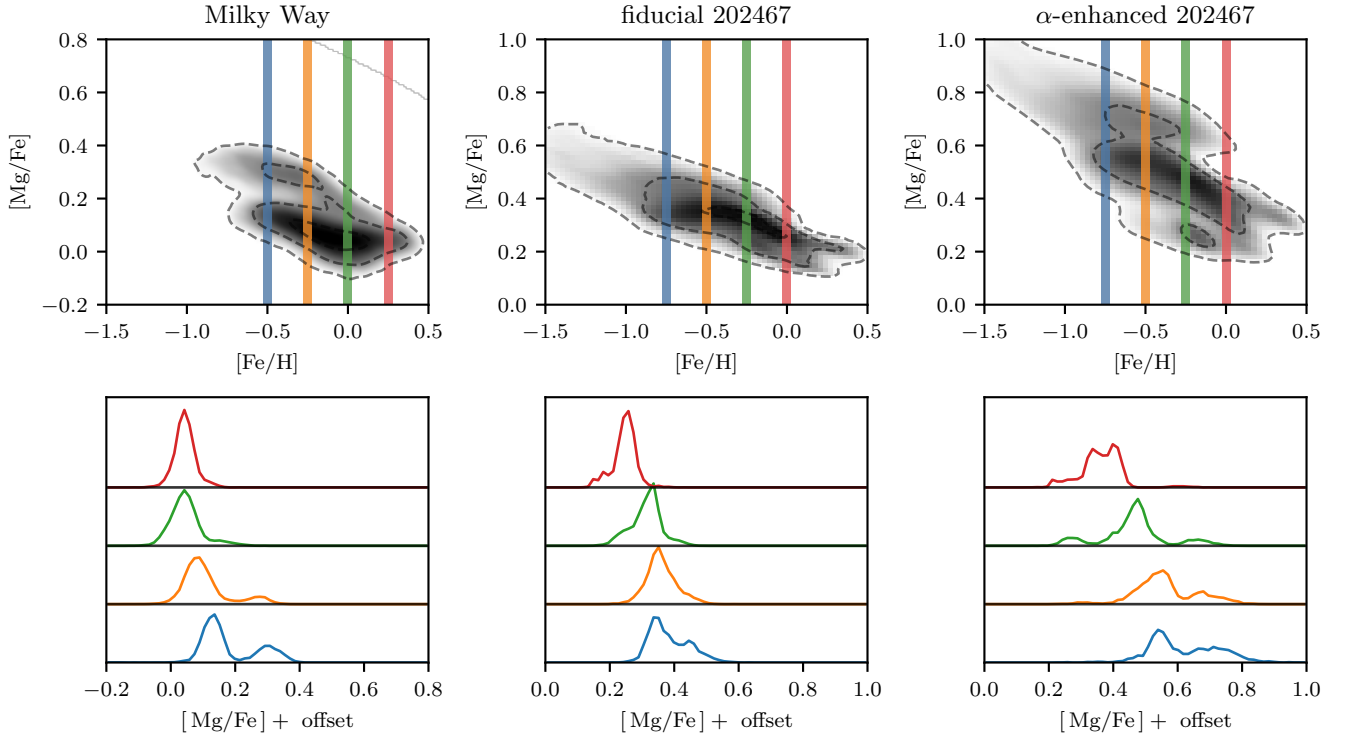 Milky Way
fiducial 202467
α-enhanced 202467
0.8
0.6
0.4
0.2
0.0
−0.2
[Mg/Fe]
−1.5 −1.0 −0.5 0.0 0.5
[Fe/H]
1.0
0.8
0.6
0.4
0.2
0.0
[Mg/Fe]
−1.5 −1.0 −0.5 0.0 0.5
[Fe/H]
1.0
0.8
0.6
0.4
0.2
0.0
[Mg/Fe]
−1.5 −1.0 −0.5 0.0 0.5
[Fe/H]
−0.2 0.0 0.2 0.4 0.6 0.8
[Mg/Fe] + offset
0.0 0.2 0.4 0.6 0.8 1.0
[Mg/Fe] + offset
0.0 0.2 0.4 0.6 0.8 1.0
[Mg/Fe] + offset